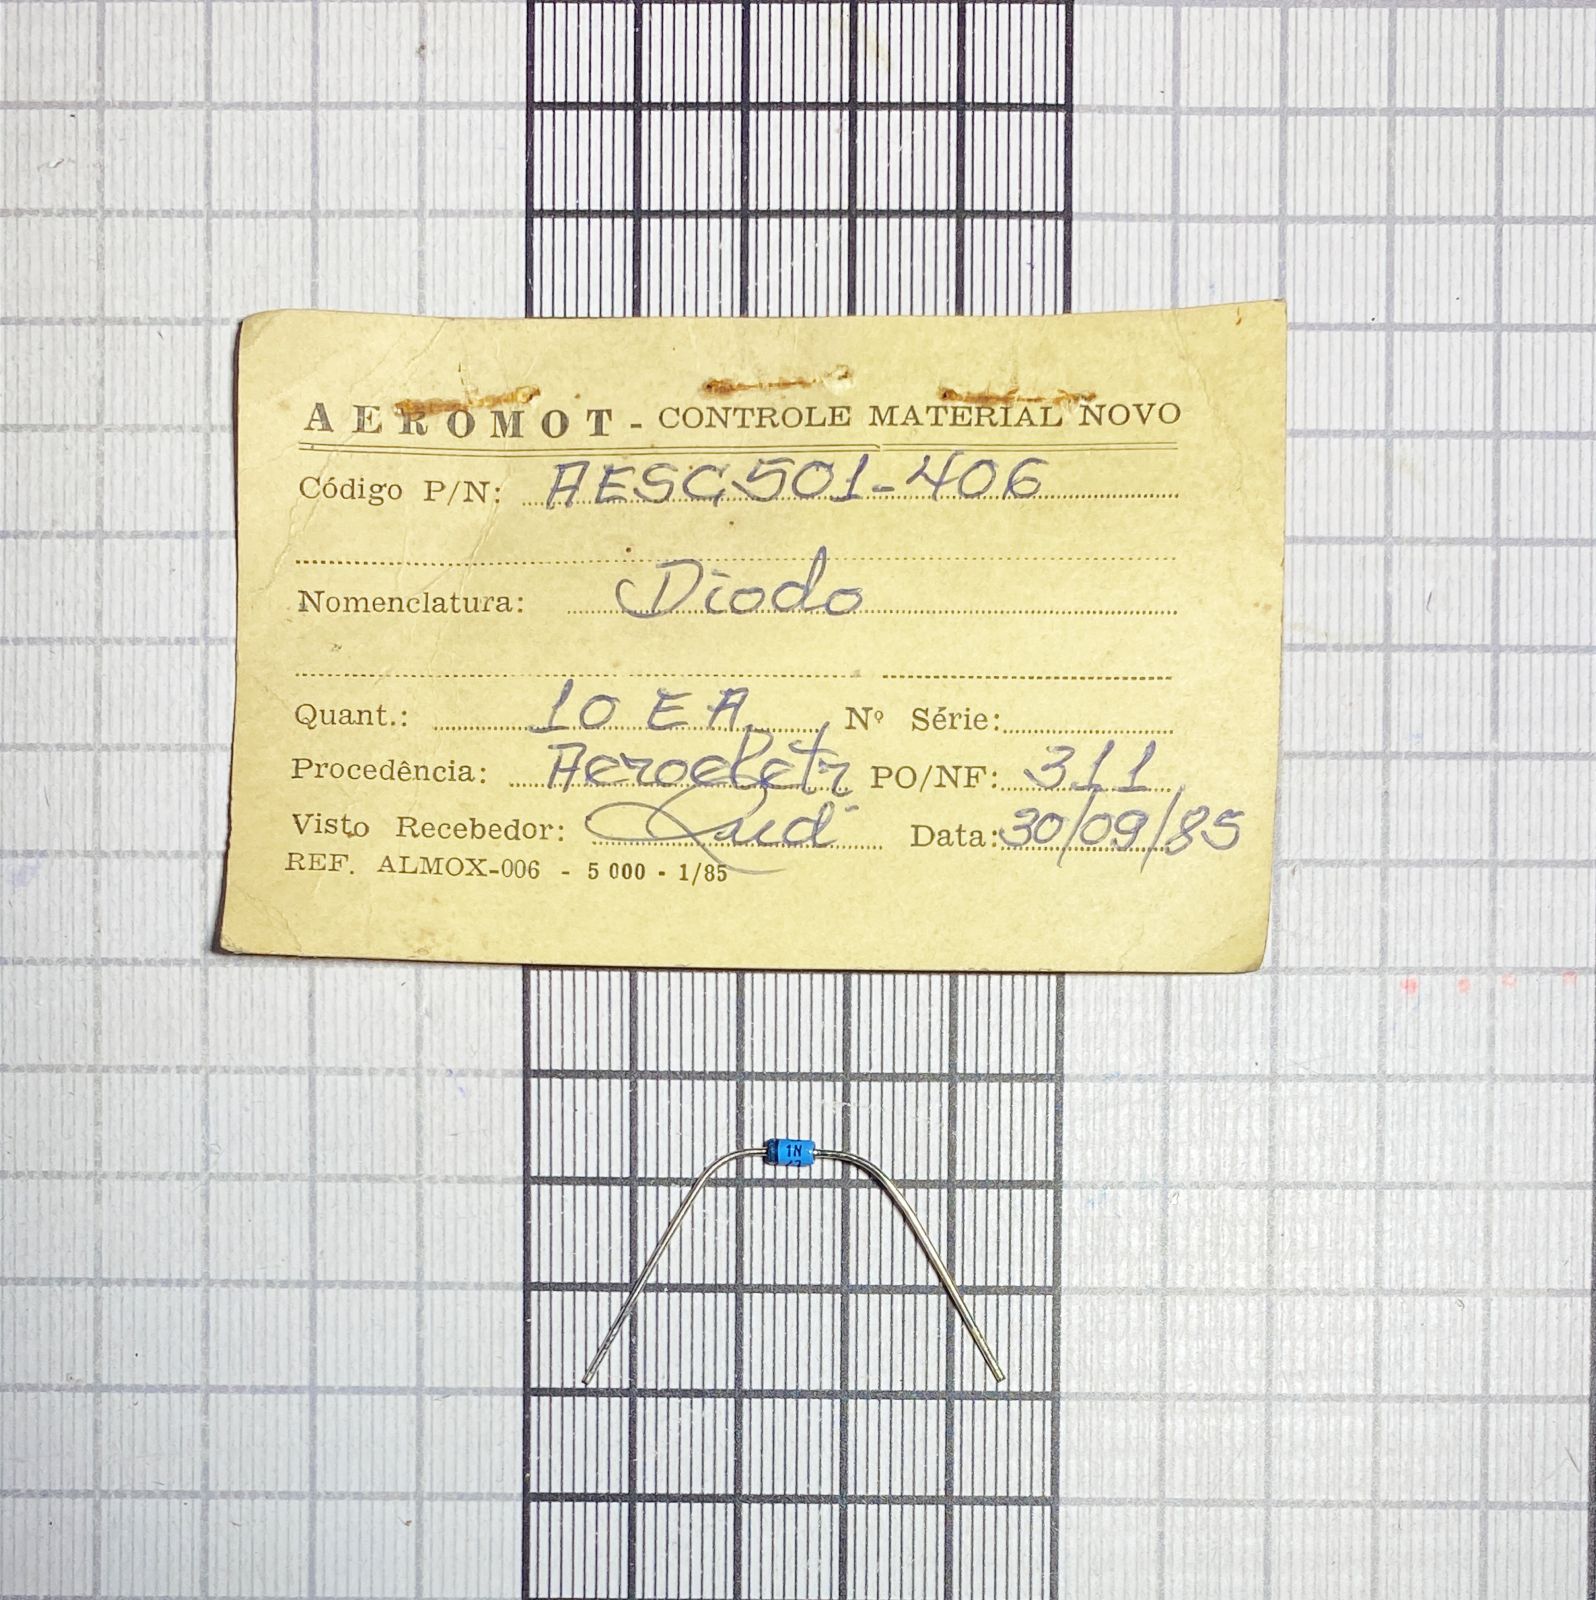 AEROMOT - CONTROLE MATERIAL NOVO
Código P/N: AESC501-406
Nomenclatura: Diodo
Quant.: 10 EA Nº Série:
Procedência: Aeroeletr PO/NF: 311
Visto Recebedor: Data: 30/09/85
REF. ALMOX-006 - 5 000 - 1/85
1N